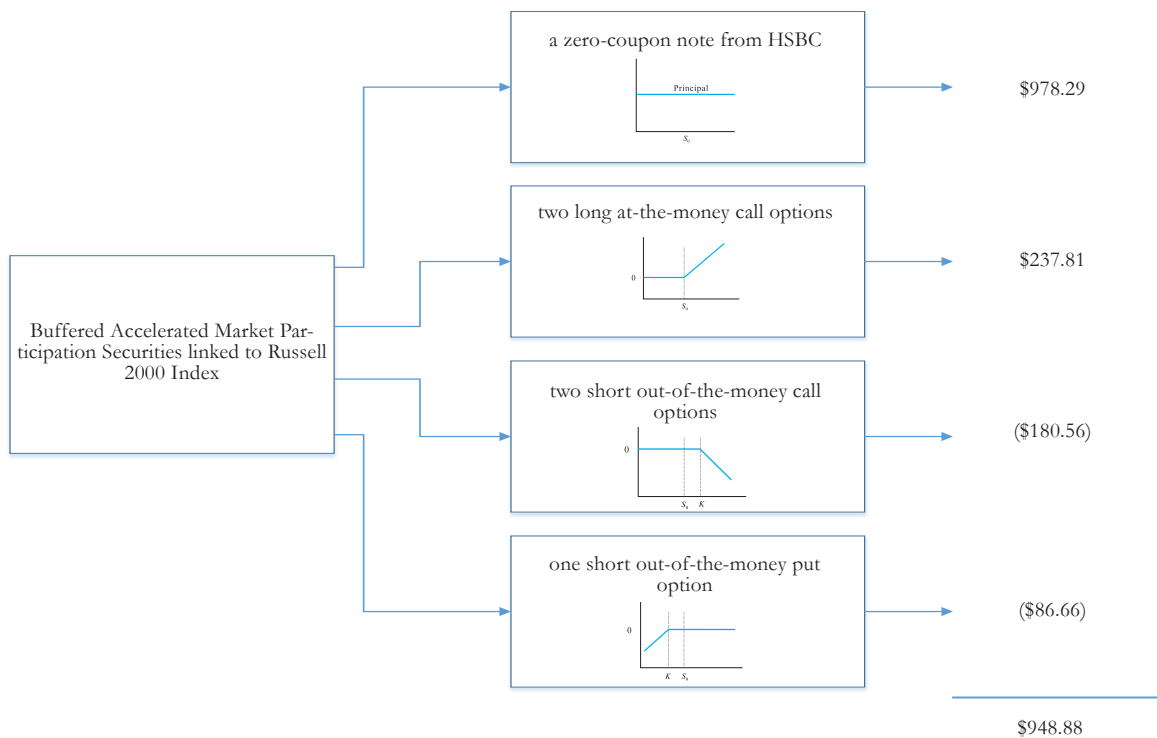 a zero-coupon note from HSBC
Principal
S₀
$978.29
two long at-the-money call options
0
S₀
$237.81
Buffered Accelerated Market Par-
ticipation Securities linked to Russell
2000 Index
two short out-of-the-money call
options
0
S₀ K
($180.56)
one short out-of-the-money put
option
0
K S₀
($86.66)
$948.88